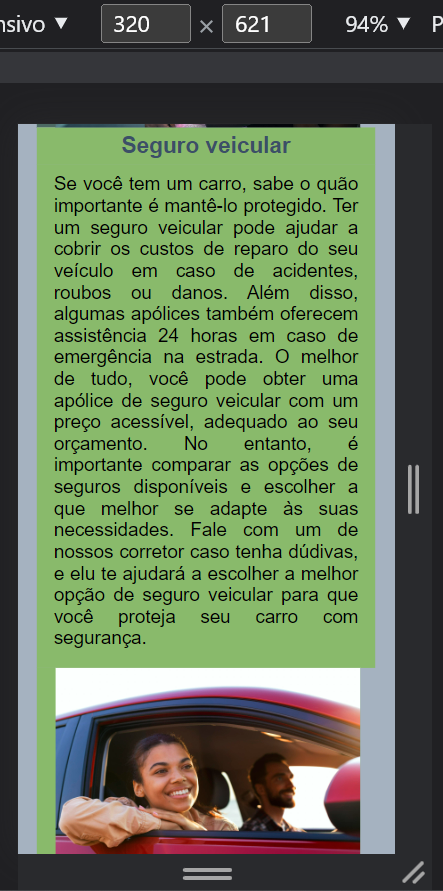 nsivo ▼ 320 × 621 94% ▼ P
Seguro veicular
Se você tem um carro, sabe o quão
importante é mantê-lo protegido. Ter
um seguro veicular pode ajudar a
cobrir os custos de reparo do seu
veículo em caso de acidentes,
roubos ou danos. Além disso,
algumas apólices também oferecem
assistência 24 horas em caso de
emergência na estrada. O melhor
de tudo, você pode obter uma
apólice de seguro veicular com um
preço acessível, adequado ao seu
orçamento. No entanto, é
importante comparar as opções de
seguros disponíveis e escolher a
que melhor se adapte às suas
necessidades. Fale com um de
nossos corretor caso tenha dúdivas,
e elu te ajudará a escolher a melhor
opção de seguro veicular para que
você proteja seu carro com
segurança.